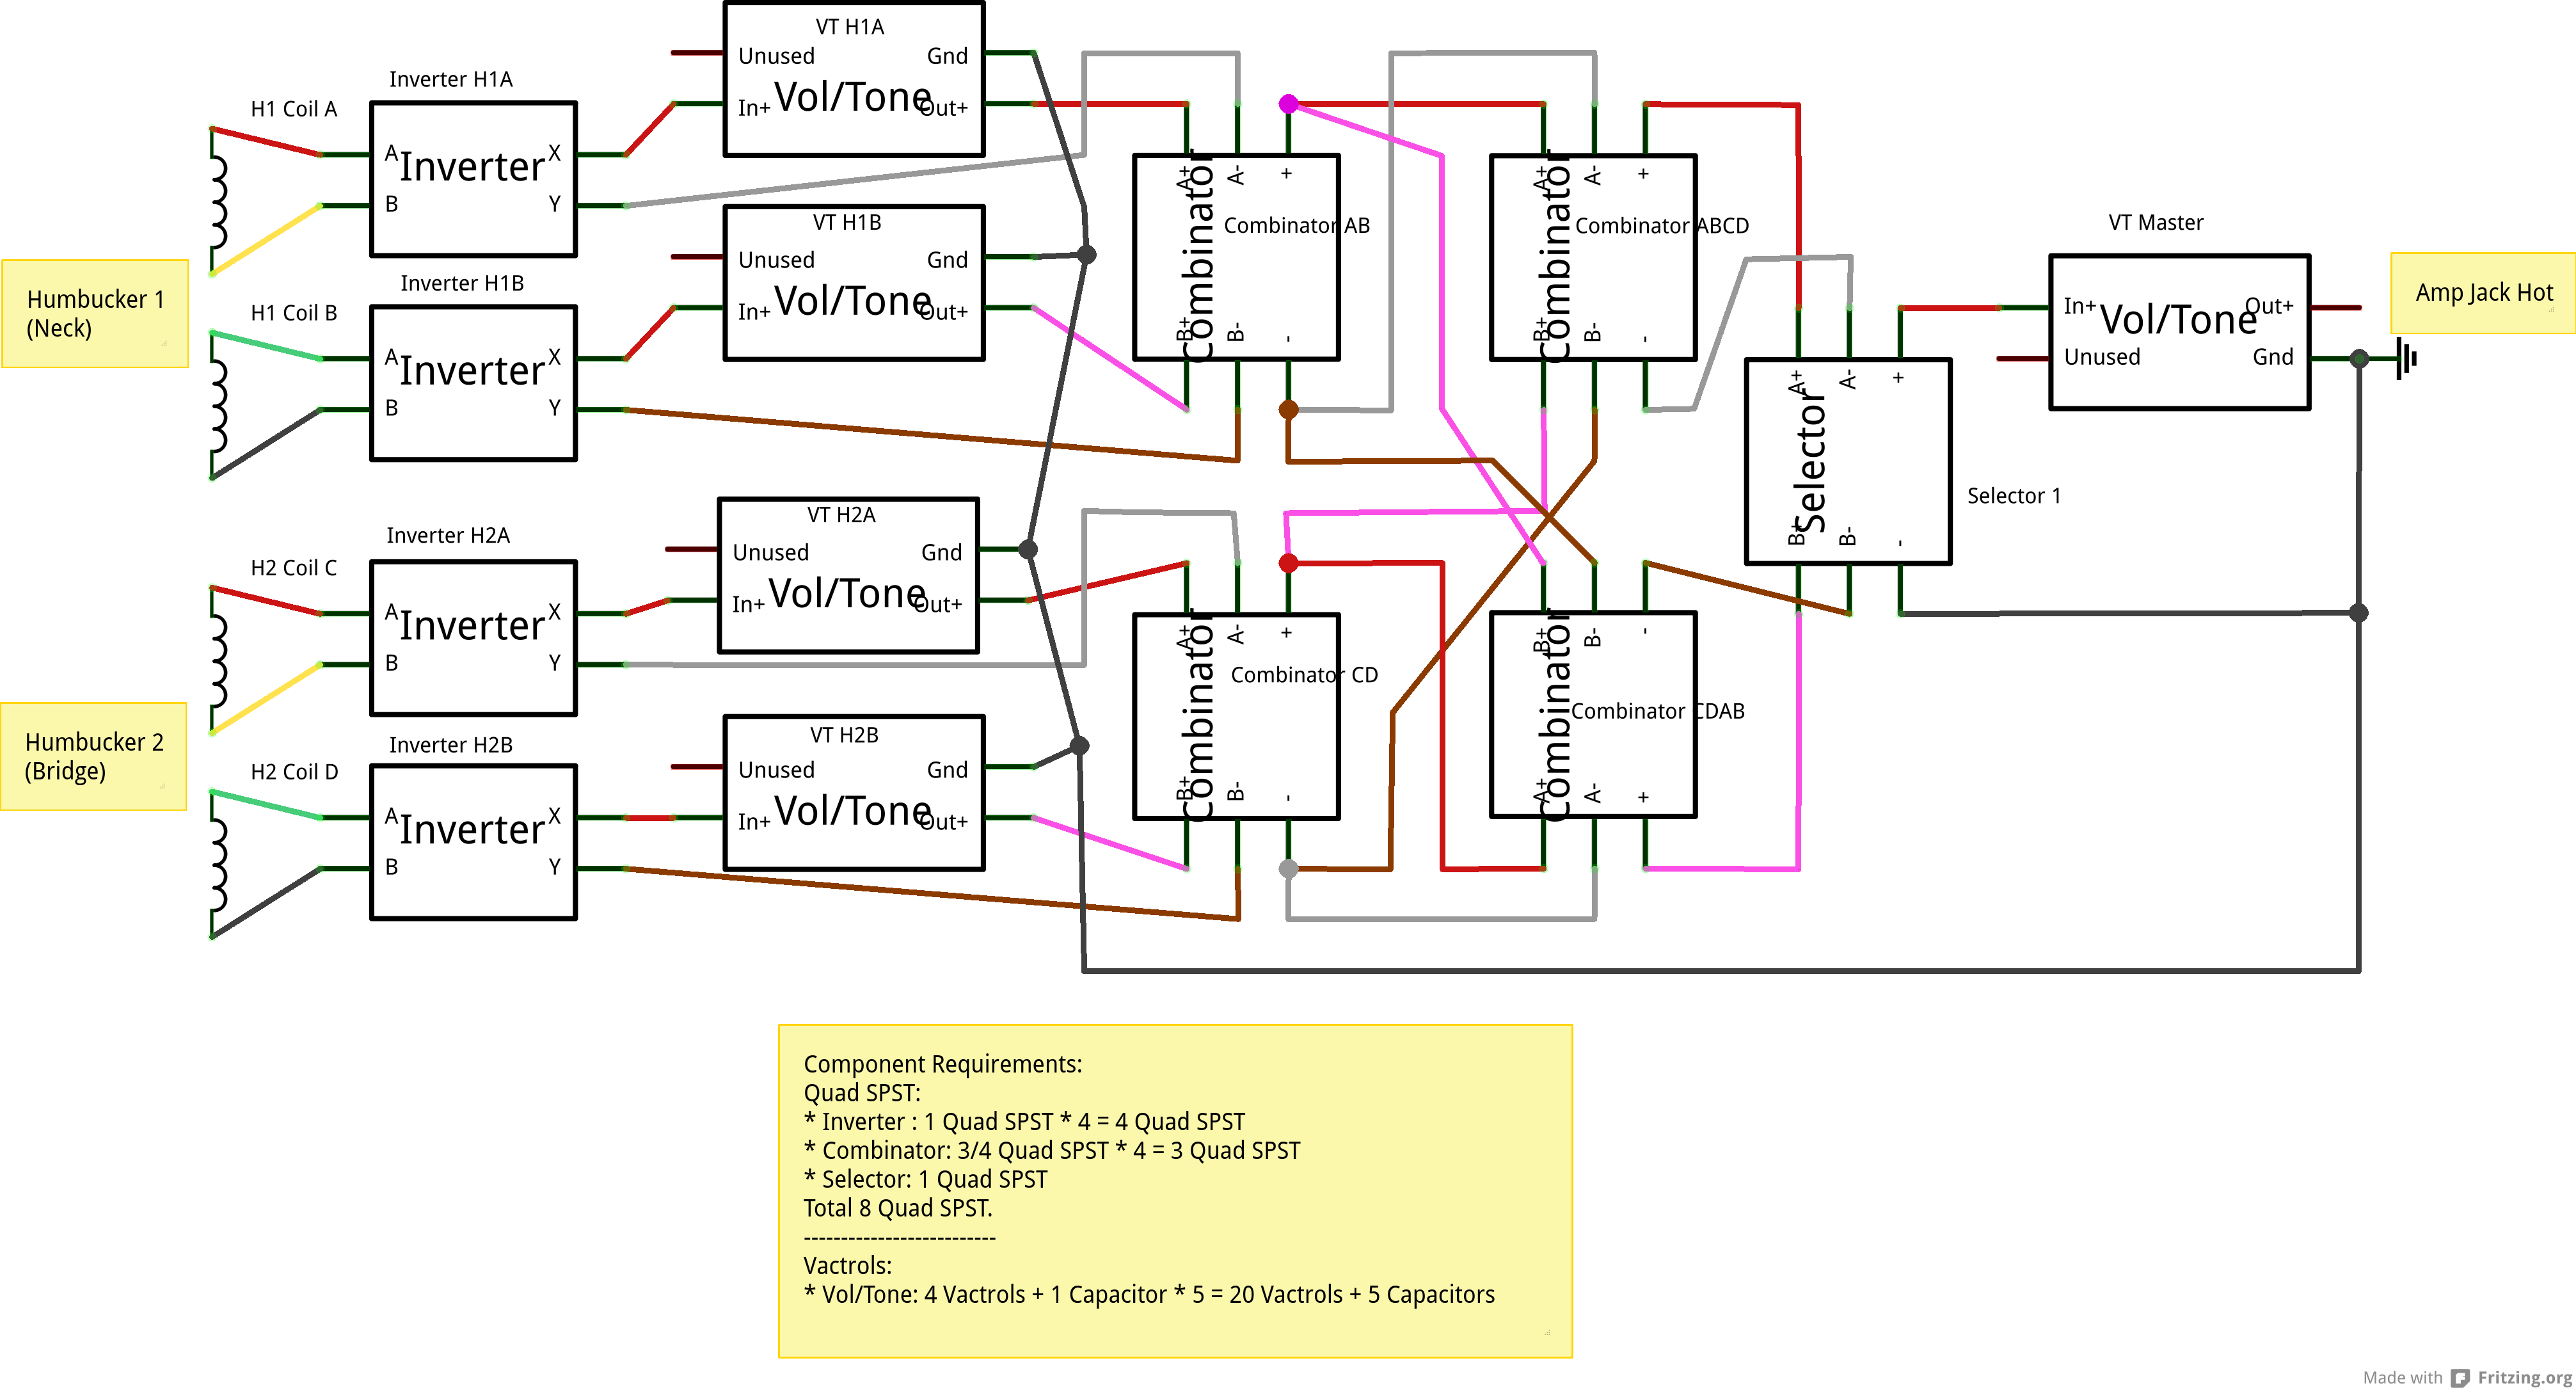 VT H1A
Unused
Gnd
In+
Vol/Tone
Out+
Inverter H1A
H1 Coil A
A
Inverter
X
B
Y
VT H1B
Unused
Gnd
In+
Vol/Tone
Out+
Inverter H1B
H1 Coil B
A
Inverter
X
B
Y
Humbucker 1
(Neck)
VT H2A
Unused
Gnd
In+
Vol/Tone
Out+
Inverter H2A
H2 Coil C
A
Inverter
X
B
Y
Humbucker 2
(Bridge)
VT H2B
Unused
Gnd
In+
Vol/Tone
Out+
Inverter H2B
H2 Coil D
A
Inverter
X
B
Y
A+
A-
+
Combinator
Combinator AB
B+
B-
-
A+
A-
+
Combinator
Combinator ABCD
B+
B-
-
A+
A-
+
Combinator
Combinator CD
B+
B-
-
B+
B-
-
Combinator
Combinator CDAB
A+
A-
+
A+
A-
+
Selector
Selector 1
B+
B-
-
VT Master
In+
Vol/Tone
Out+
Unused
Gnd
Amp Jack Hot
Component Requirements:
Quad SPST:
* Inverter : 1 Quad SPST * 4 = 4 Quad SPST
* Combinator: 3/4 Quad SPST * 4 = 3 Quad SPST
* Selector: 1 Quad SPST
Total 8 Quad SPST.
--------------------------
Vactrols:
* Vol/Tone: 4 Vactrols + 1 Capacitor * 5 = 20 Vactrols + 5 Capacitors
Made with Fritzing.org